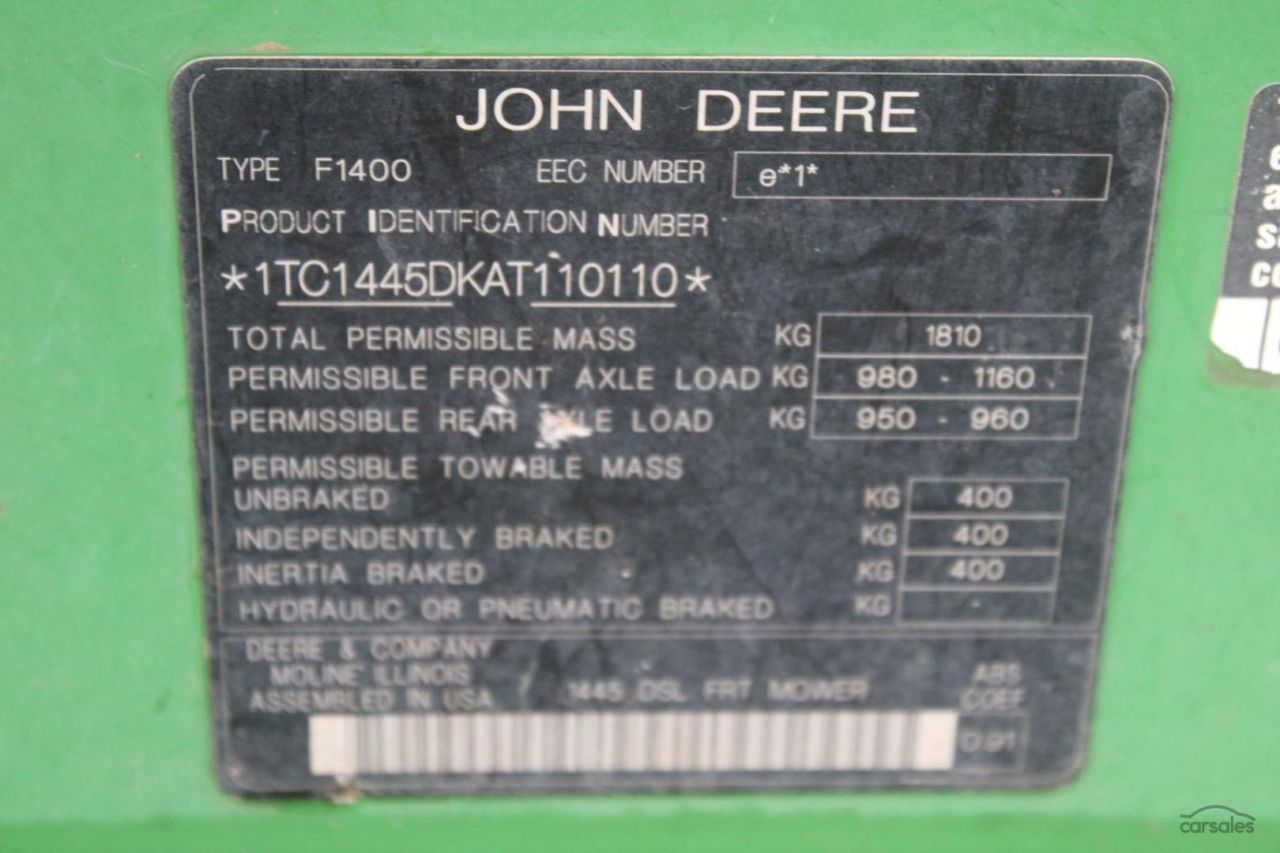 JOHN DEERE
TYPE F1400 EEC NUMBER e*1*
PRODUCT IDENTIFICATION NUMBER
*1TC1445DKAT110110*
TOTAL PERMISSIBLE MASS KG 1810
PERMISSIBLE FRONT AXLE LOAD KG 980 - 1160
PERMISSIBLE REAR AXLE LOAD KG 950 - 960
PERMISSIBLE TOWABLE MASS
UNBRAKED KG 400
INDEPENDENTLY BRAKED KG 400
INERTIA BRAKED KG 400
HYDRAULIC OR PNEUMATIC BRAKED KG -
DEERE & COMPANY
MOLINE ILLINOIS
ASSEMBLED IN USA 1445 DSL FRT MOWER
ABS
COEF
0.91
carsales